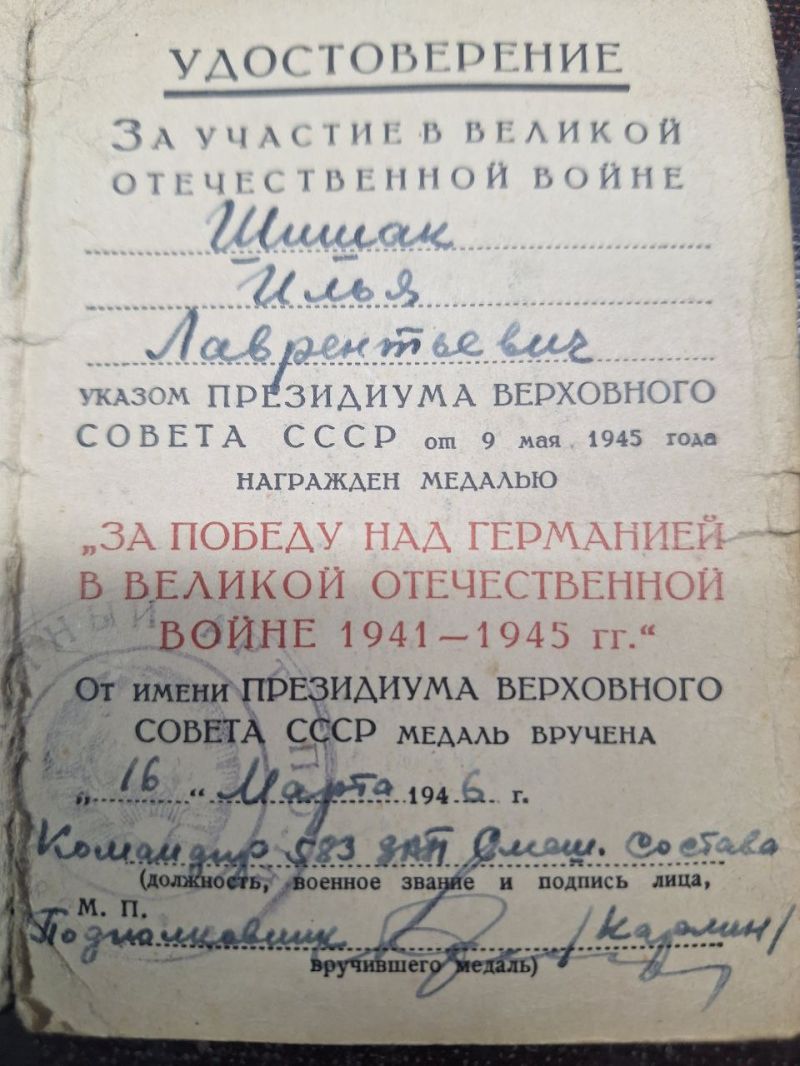 УДОСТОВЕРЕНИЕ
ЗА УЧАСТИЕ В ВЕЛИКОЙ
ОТЕЧЕСТВЕННОЙ ВОЙНЕ
Шишак
Илья
Лаврентьевич
УКАЗОМ ПРЕЗИДИУМА ВЕРХОВНОГО
СОВЕТА СССР от 9 мая 1945 года
НАГРАЖДЕН МЕДАЛЬЮ
„ЗА ПОБЕДУ НАД ГЕРМАНИЕЙ
В ВЕЛИКОЙ ОТЕЧЕСТВЕННОЙ
ВОЙНЕ 1941—1945 гг.“
ОТ ИМЕНИ ПРЕЗИДИУМА ВЕРХОВНОГО
СОВЕТА СССР МЕДАЛЬ ВРУЧЕНА
„16“ Марта 1946 г.
Командир 583 ЗАП Смеш. состава
(должность, военное звание и подпись лица,
М. П.
Подполковник /Карлин/
вручившего медаль)